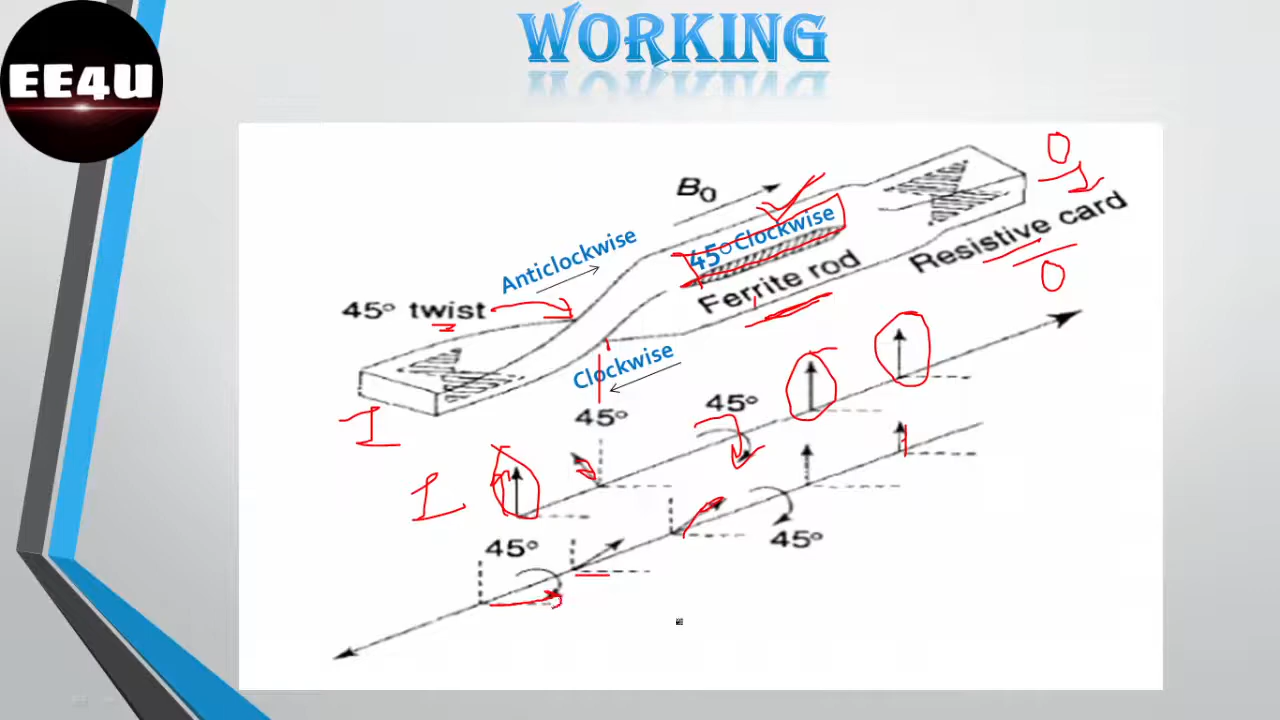 WORKING
EE4U
B0
45° Clockwise
Anticlockwise
45° twist
Ferrite rod
Resistive card
Clockwise
O
I
O
I
I
45°
45°
45°
45°